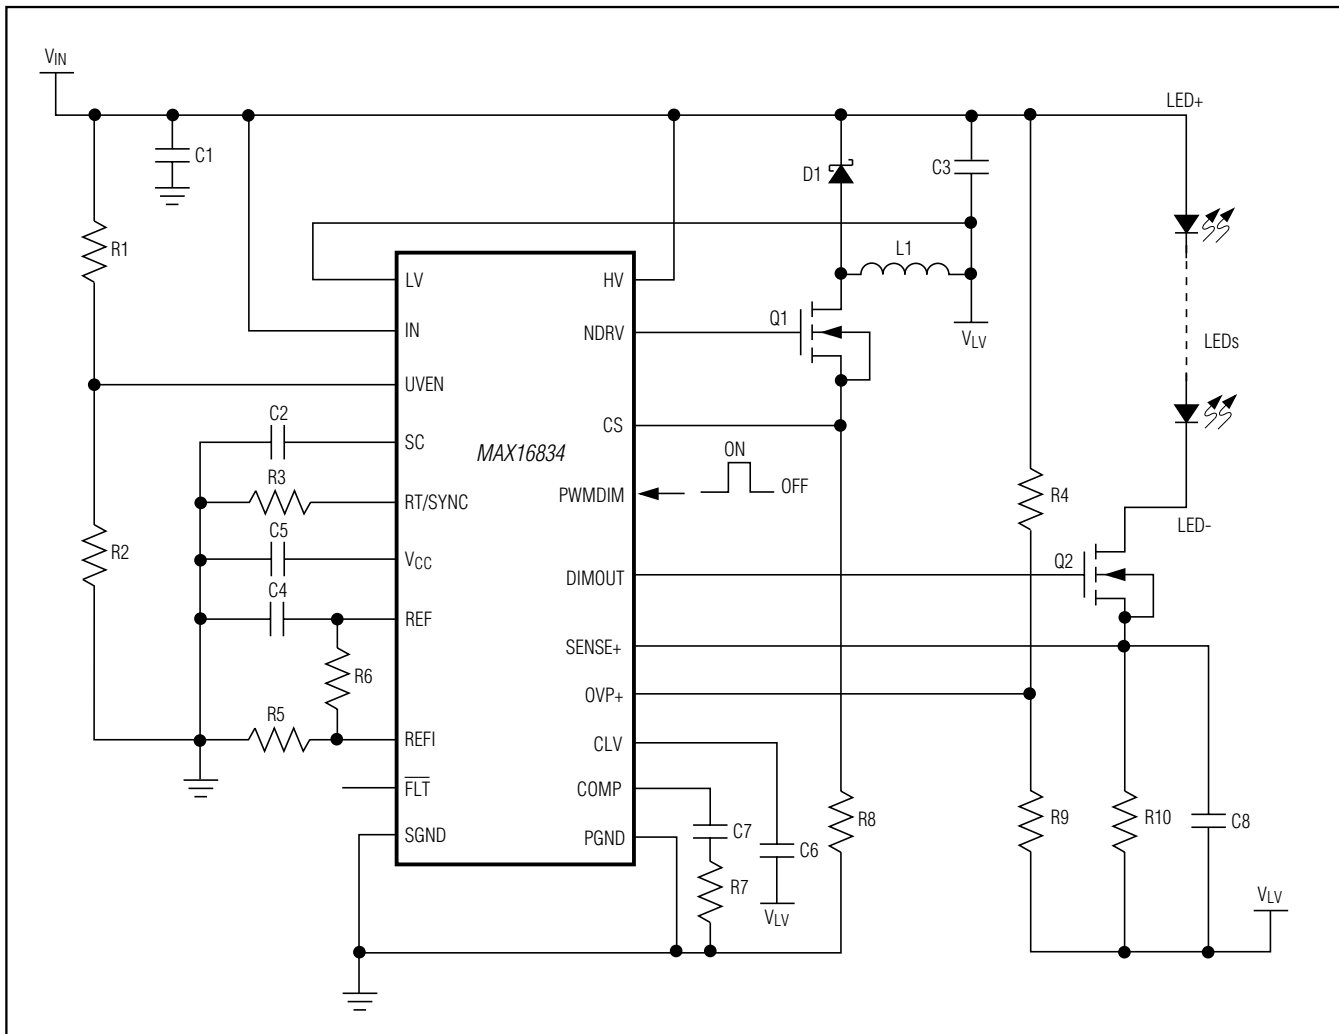 VIN
LED+
C1
D1
C3
R1
L1
LV
HV
Q1
IN
NDRV
VLV
LEDs
UVEN
C2
CS
ON
SC
MAX16834
R3
PWMDIM
OFF
R4
RT/SYNC
LED-
C5
R2
VCC
Q2
DIMOUT
C4
REF
SENSE+
R6
OVP+
R5
REFI
CLV
FLT
COMP
C7
R8
R9
R10
C8
SGND
PGND
C6
R7
VLV
VLV